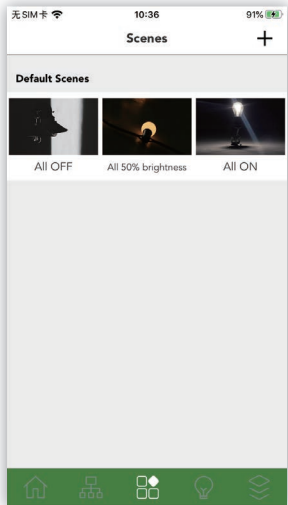 无SIM卡 10:36 91%
Scenes
Default Scenes
All OFF All 50% brightness All ON